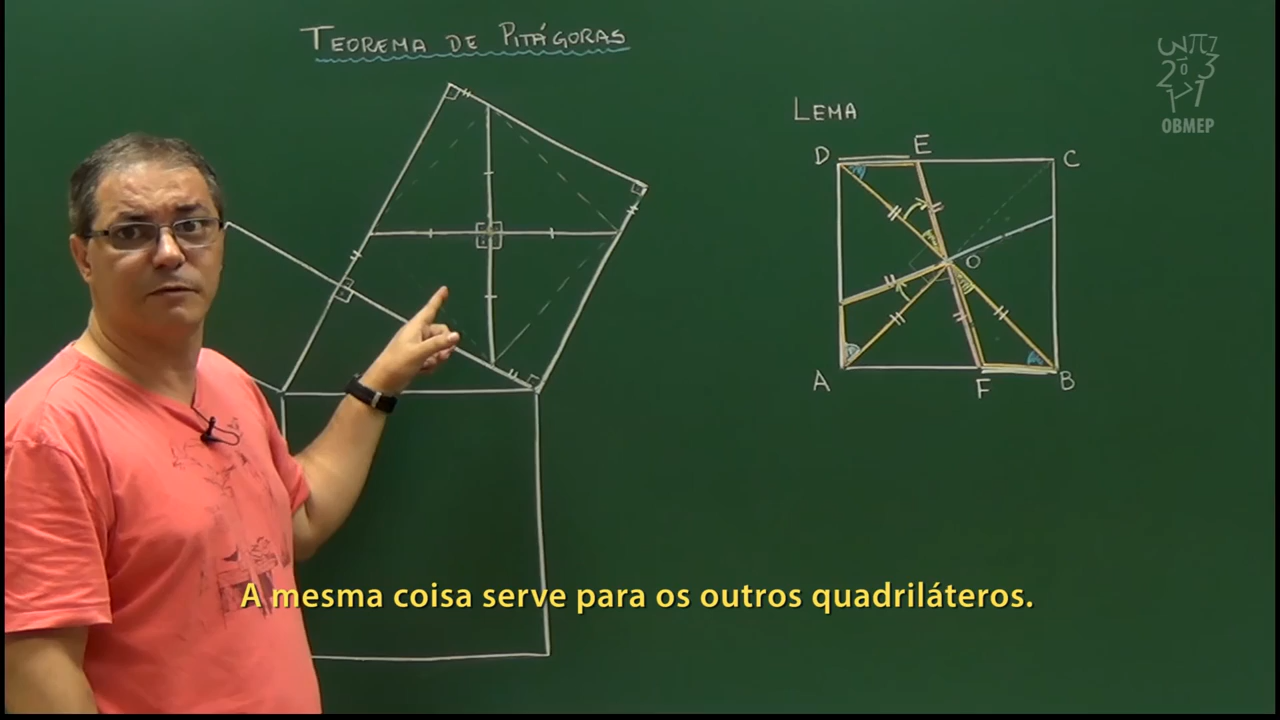 TEOREMA DE PITÁGORAS
LEMA
D E C
O
A F B
OBMEP
A mesma coisa serve para os outros quadriláteros.